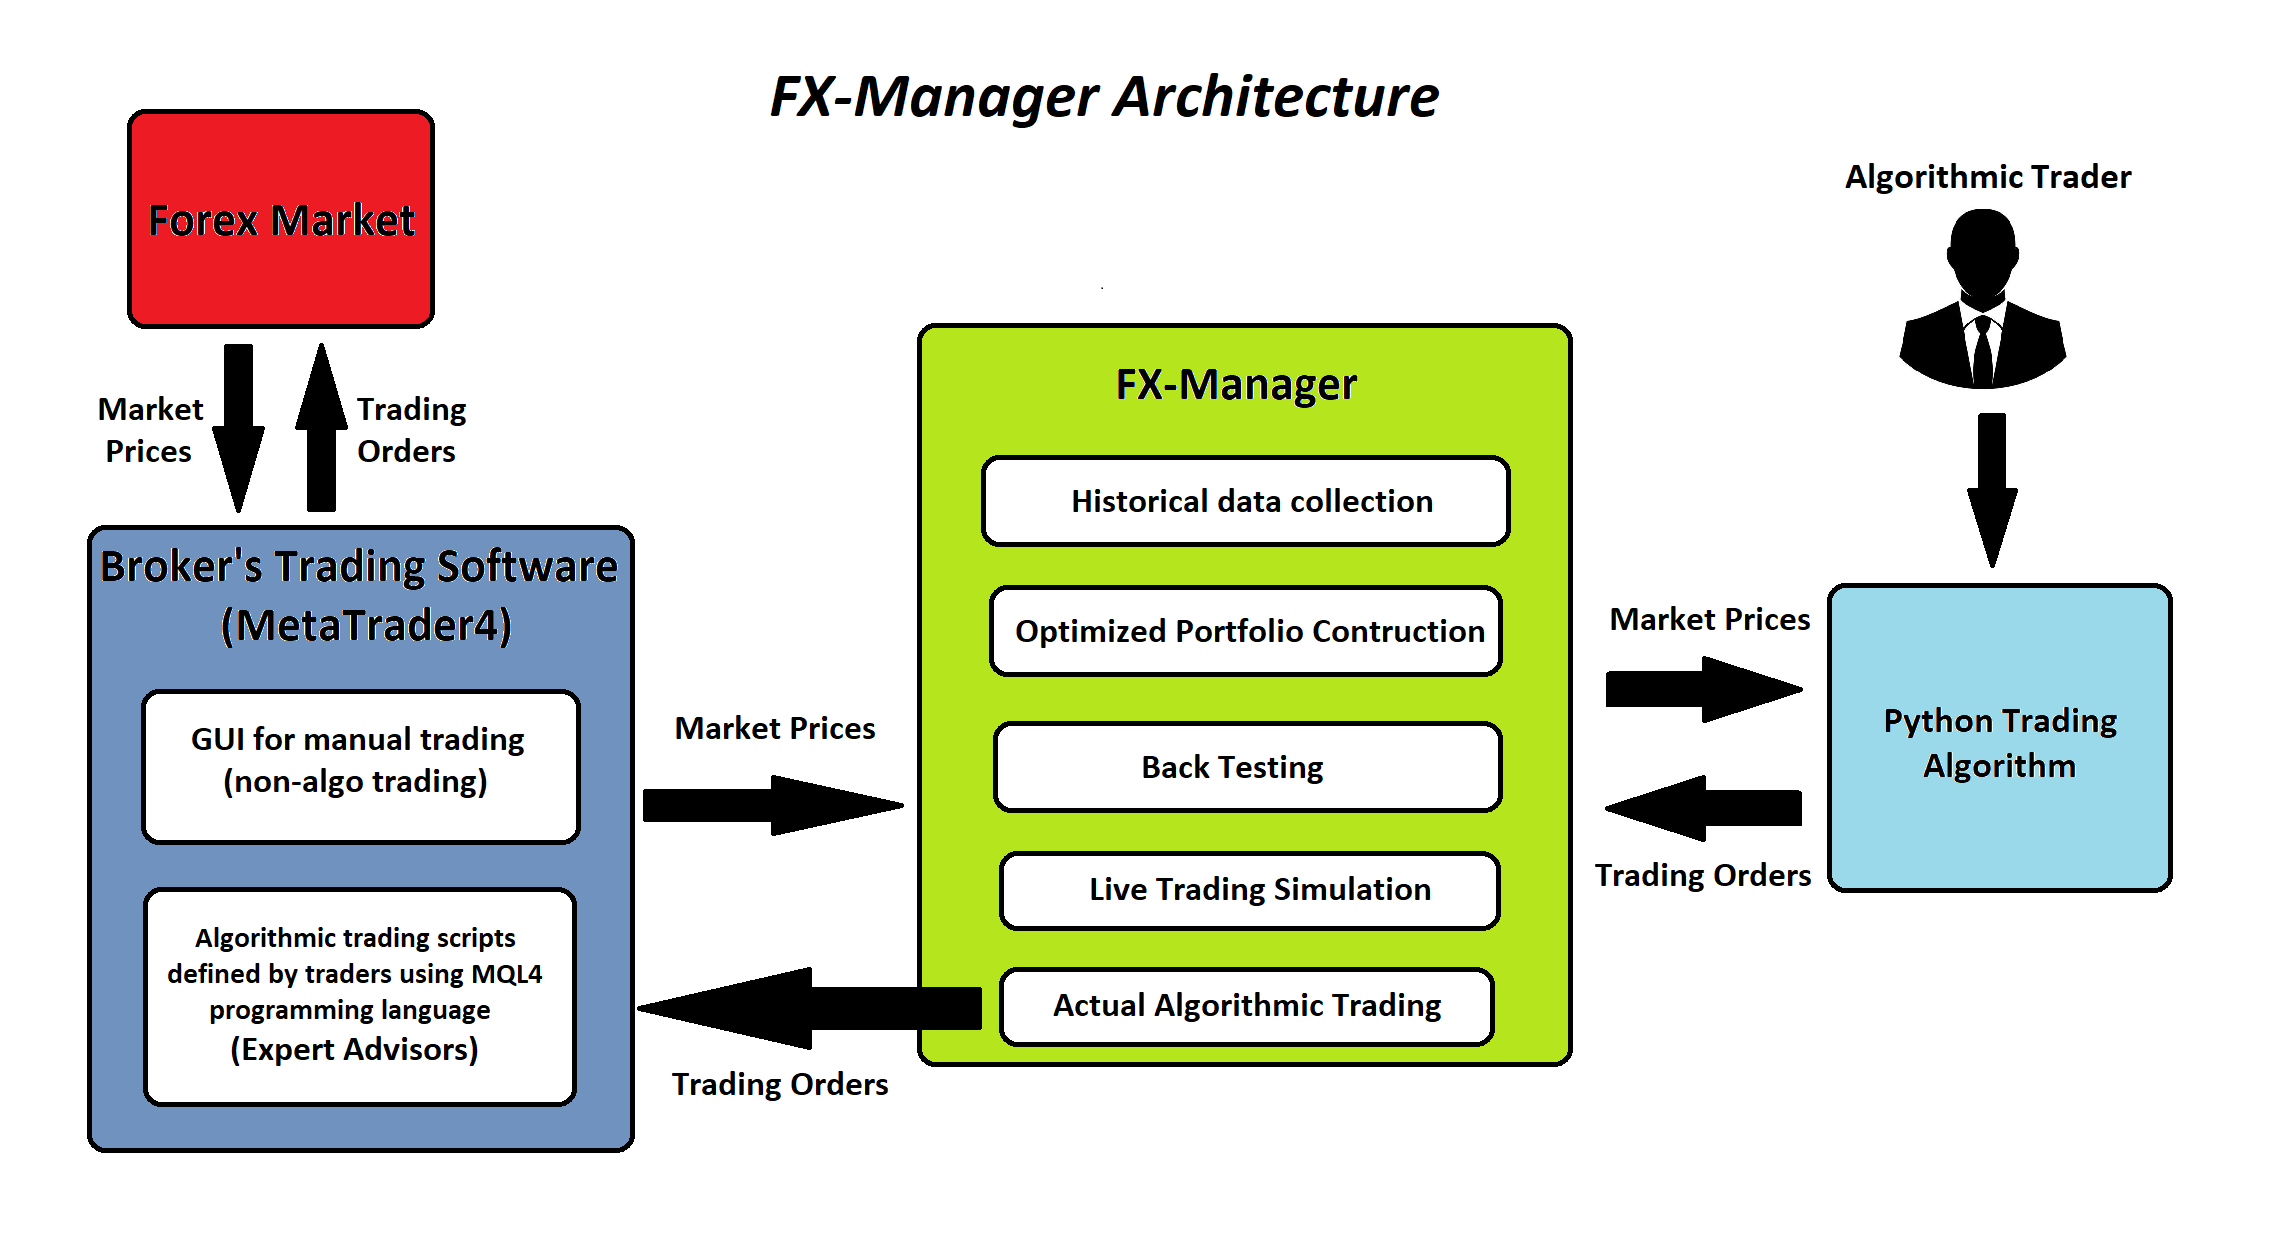 FX-Manager Architecture
Forex Market
Market
Prices
Trading
Orders
Broker's Trading Software
(MetaTrader4)
GUI for manual trading
(non-algo trading)
Algorithmic trading scripts
defined by traders using MQL4
programming language
(Expert Advisors)
Market Prices
Trading Orders
FX-Manager
Historical data collection
Optimized Portfolio Contruction
Back Testing
Live Trading Simulation
Actual Algorithmic Trading
Market Prices
Trading Orders
Algorithmic Trader
Python Trading
Algorithm